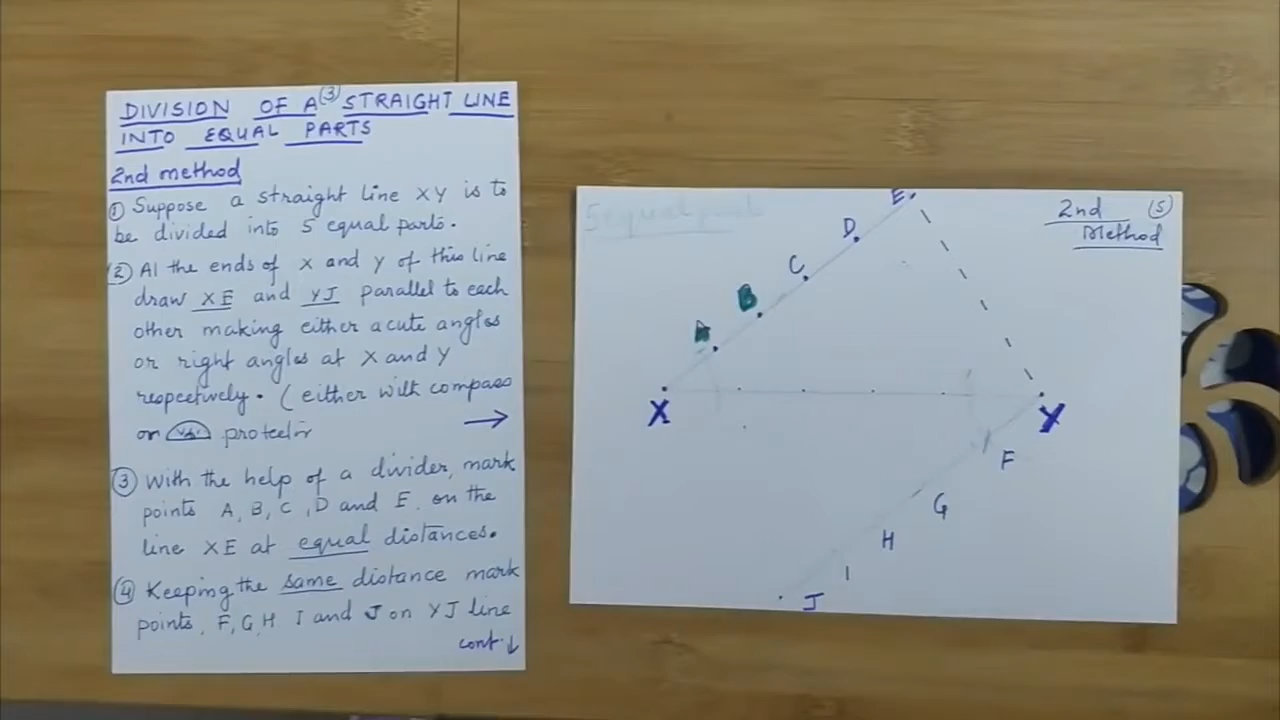 DIVISION OF A (3) STRAIGHT LINE
INTO EQUAL PARTS
2nd method
① Suppose a straight line XY is to
be divided into 5 equal parts.
② At the ends of X and Y of this line
draw XE and YJ parallel to each
other making either acute angles
or right angles at X and Y
respectively. (either with compass
or protector →
③ With the help of a divider, mark
points A, B, C, D and E. on the
line XE at equal distances.
④ Keeping the same distance mark
points, F, G, H I and J on YJ line
cont. ↓
5 equal parts
2nd (5)
Method
E
D
C
B
A
X
Y
F
G
H
I
J